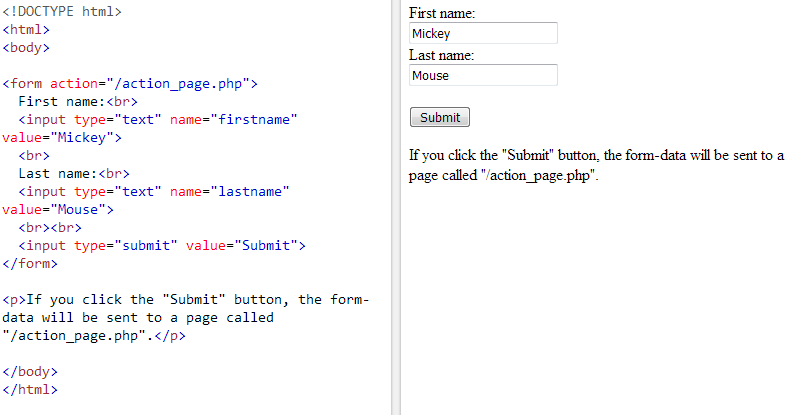 <!DOCTYPE html>
<html>
<body>
<form action="/action_page.php">
First name:<br>
<input type="text" name="firstname"
value="Mickey">
<br>
Last name:<br>
<input type="text" name="lastname"
value="Mouse">
<br><br>
<input type="submit" value="Submit">
</form>
<p>If you click the "Submit" button, the form-
data will be sent to a page called
"/action_page.php".</p>
</body>
</html>
First name:
Mickey
Last name:
Mouse
Submit
If you click the "Submit" button, the form-data will be sent to a
page called "/action_page.php".